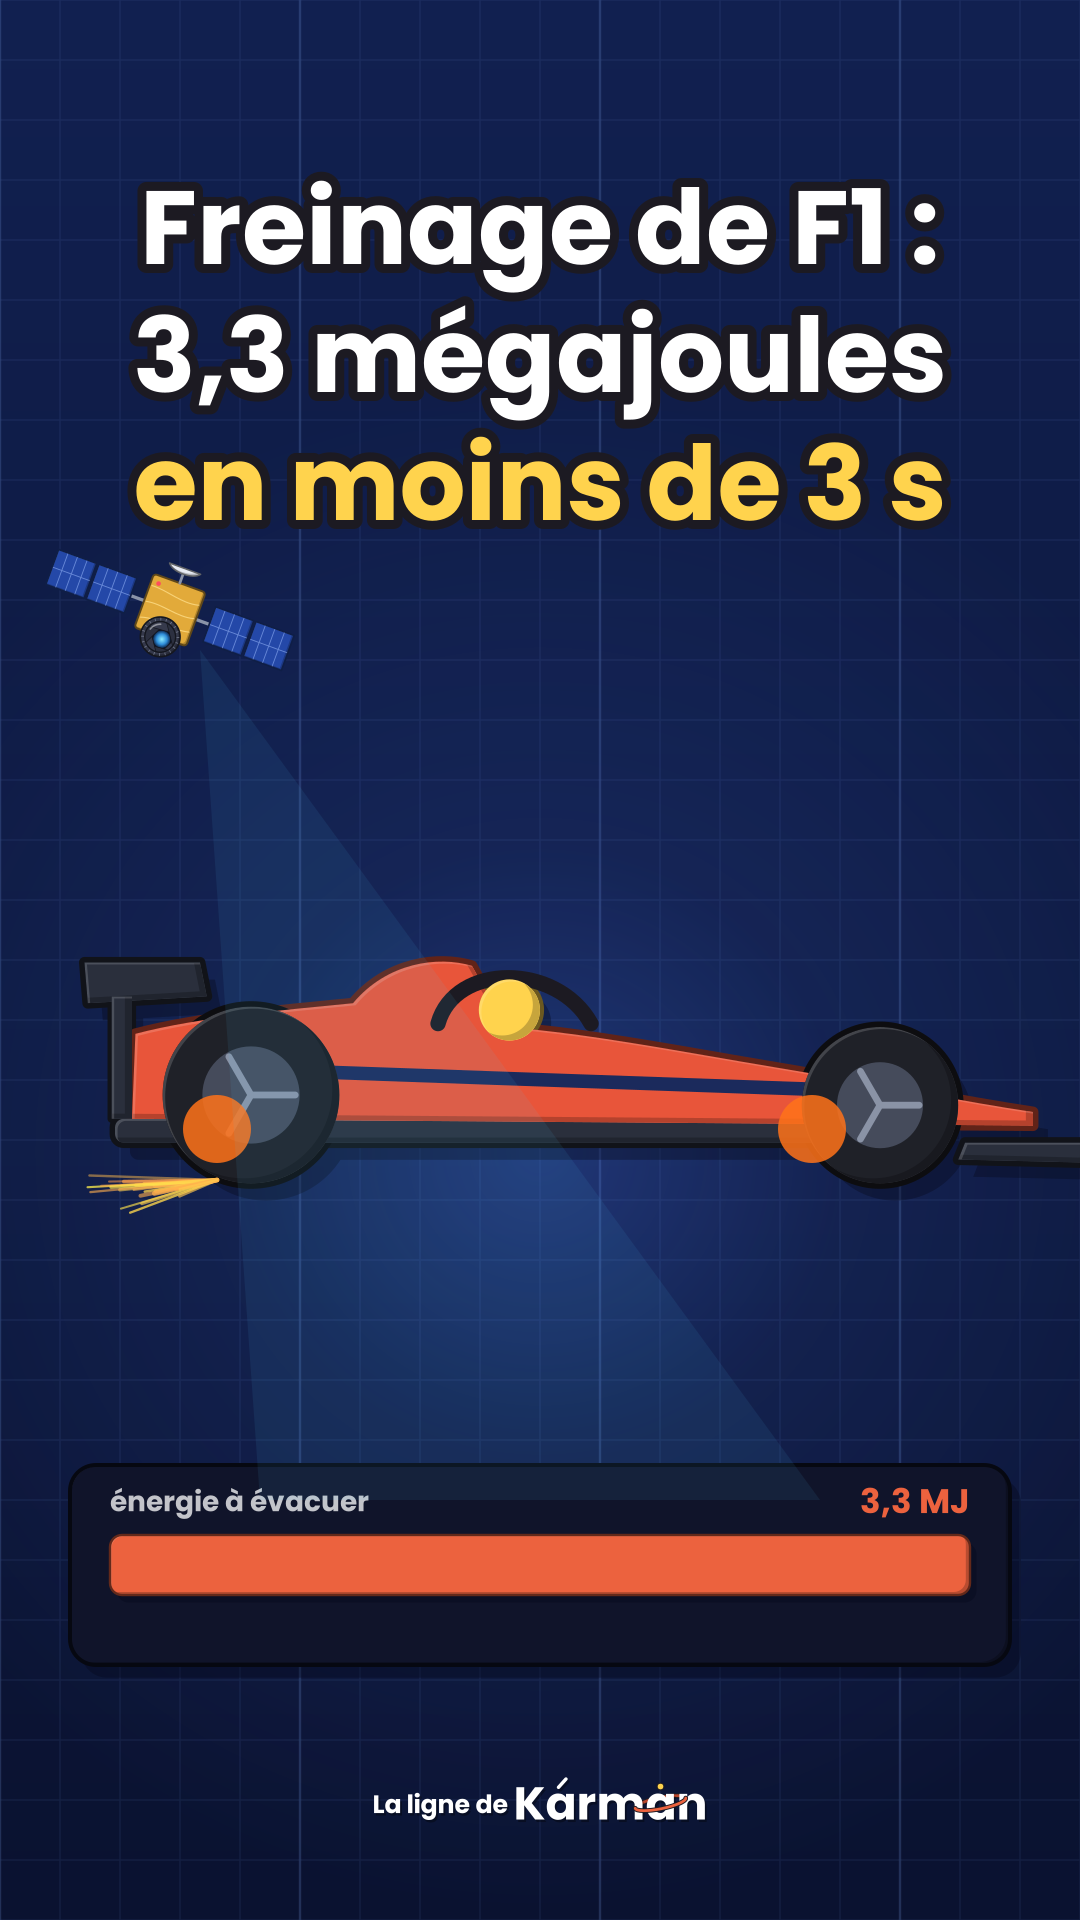 Freinage de F1 :
3,3 mégajoules
en moins de 3 s
énergie à évacuer
3,3 MJ
La ligne de Kármán